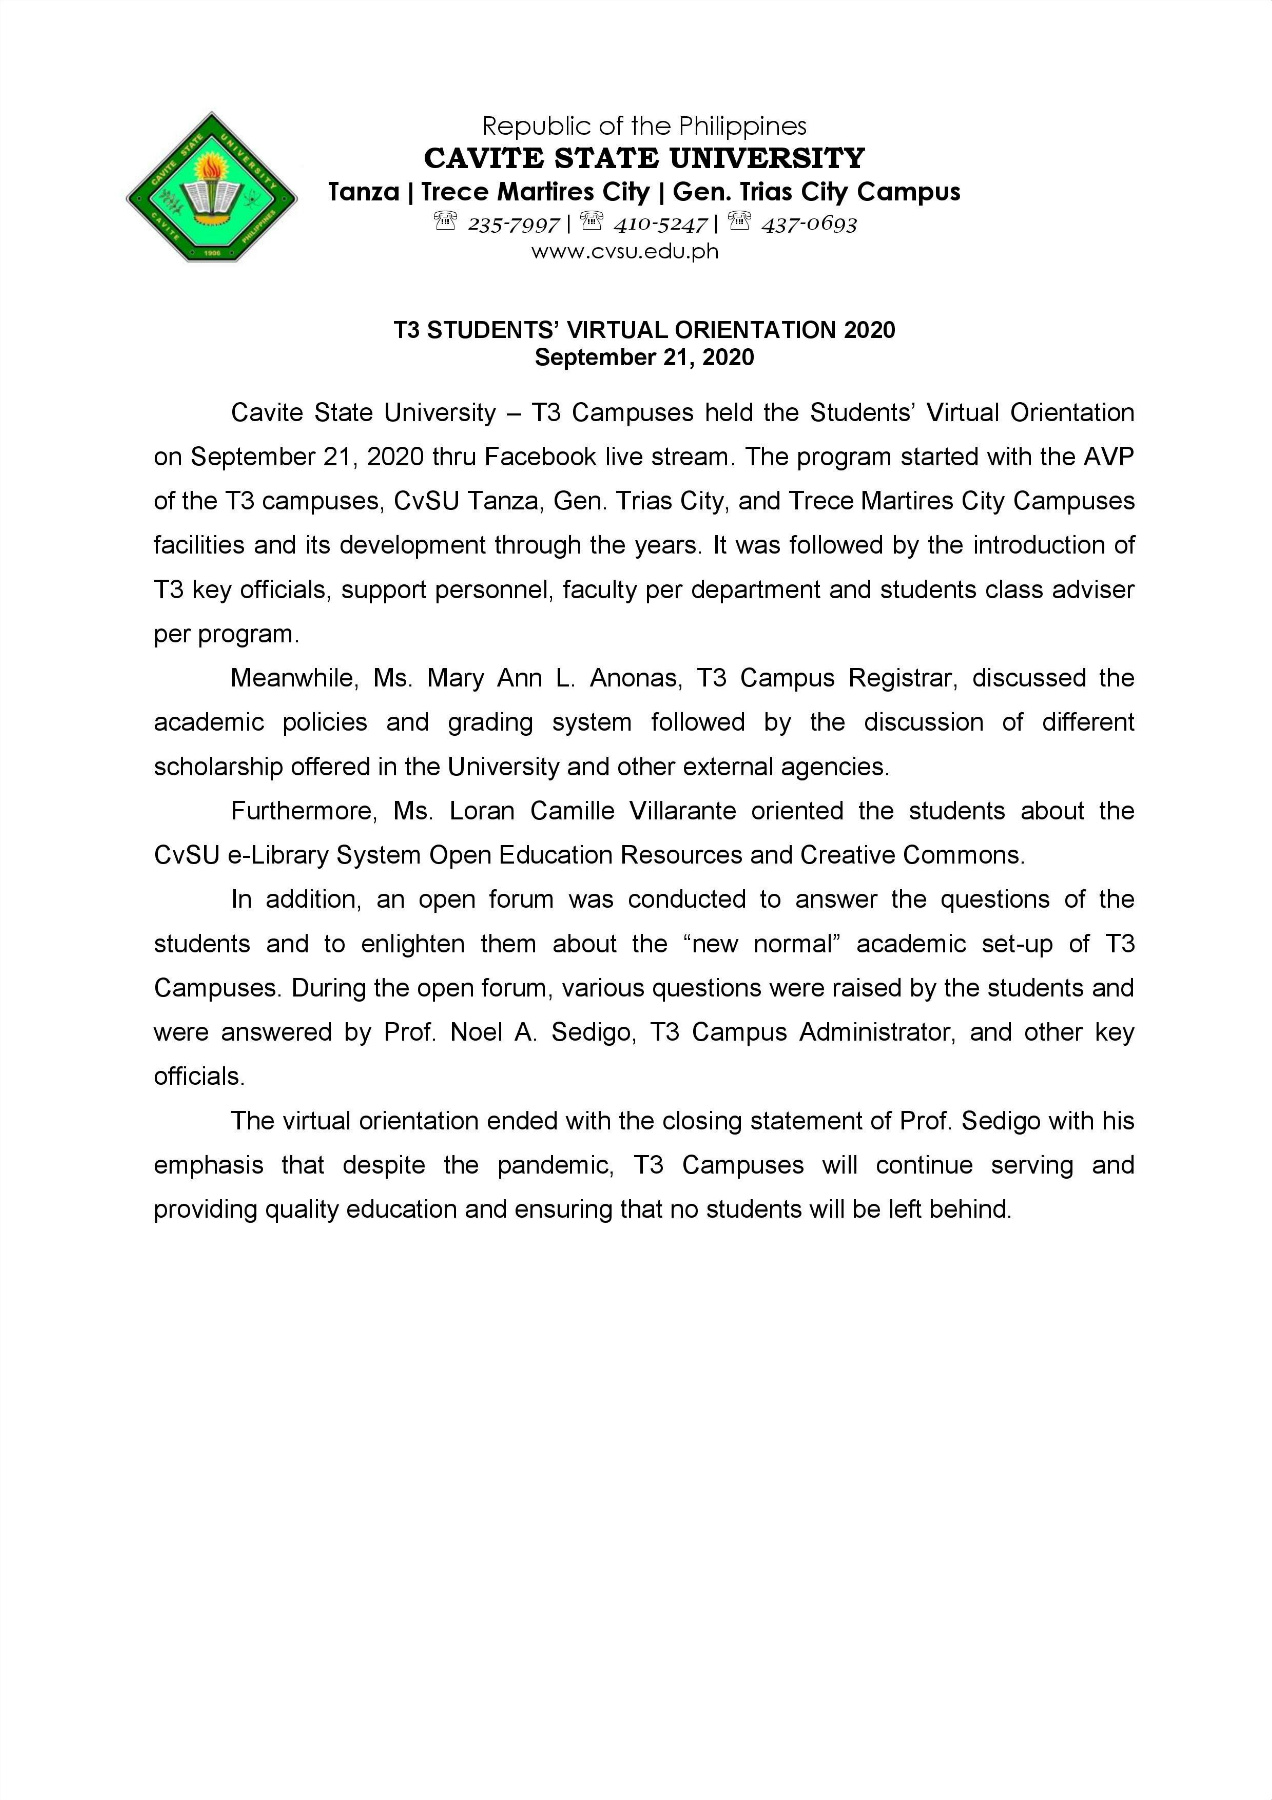 CAVITE STATE UNIVERSITY
CAVITE PHILIPPINES
1906
Republic of the Philippines
CAVITE STATE UNIVERSITY
Tanza | Trece Martires City | Gen. Trias City Campus
☏ 235-7997 | ☏ 410-5247 | ☏ 437-0693
www.cvsu.edu.ph
T3 STUDENTS’ VIRTUAL ORIENTATION 2020
September 21, 2020
Cavite State University – T3 Campuses held the Students’ Virtual Orientation
on September 21, 2020 thru Facebook live stream. The program started with the AVP
of the T3 campuses, CvSU Tanza, Gen. Trias City, and Trece Martires City Campuses
facilities and its development through the years. It was followed by the introduction of
T3 key officials, support personnel, faculty per department and students class adviser
per program.
Meanwhile, Ms. Mary Ann L. Anonas, T3 Campus Registrar, discussed the
academic policies and grading system followed by the discussion of different
scholarship offered in the University and other external agencies.
Furthermore, Ms. Loran Camille Villarante oriented the students about the
CvSU e-Library System Open Education Resources and Creative Commons.
In addition, an open forum was conducted to answer the questions of the
students and to enlighten them about the “new normal” academic set-up of T3
Campuses. During the open forum, various questions were raised by the students and
were answered by Prof. Noel A. Sedigo, T3 Campus Administrator, and other key
officials.
The virtual orientation ended with the closing statement of Prof. Sedigo with his
emphasis that despite the pandemic, T3 Campuses will continue serving and
providing quality education and ensuring that no students will be left behind.